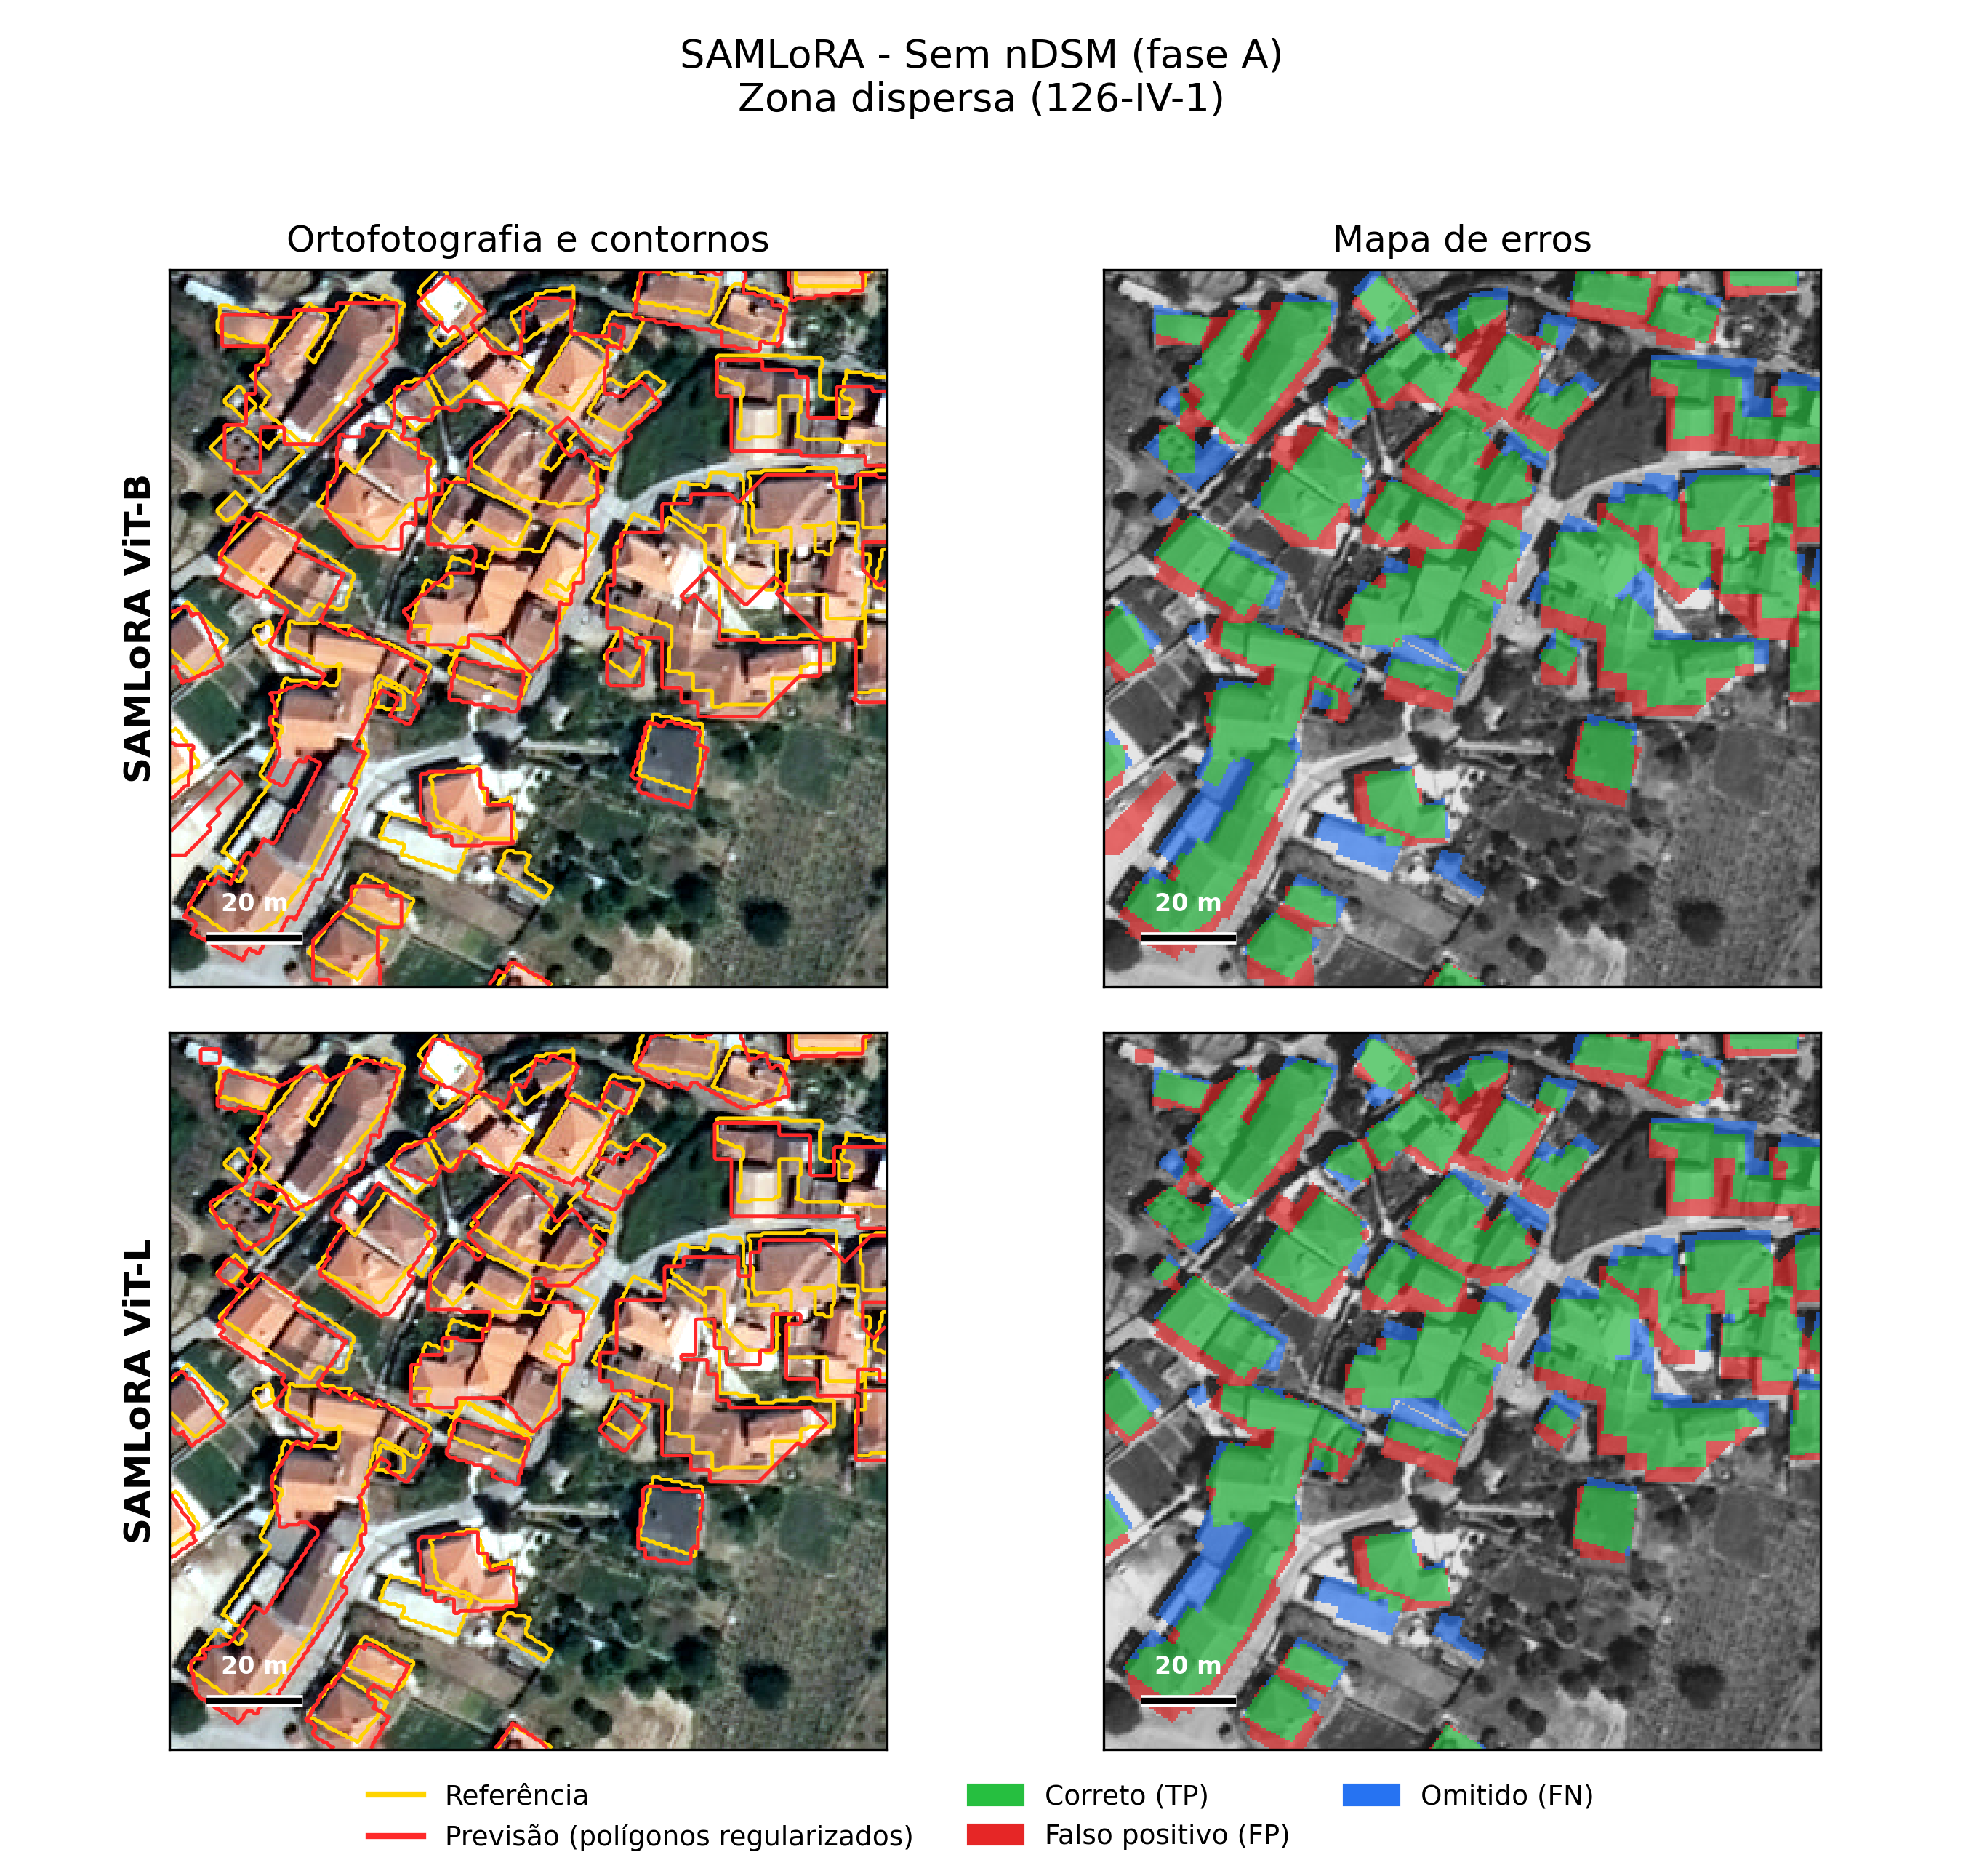 SAMLoRA - Sem nDSM (fase A)
Zona dispersa (126-IV-1)
Ortofotografia e contornos
Mapa de erros
SAMLoRA ViT-B
20 m
20 m
SAMLoRA ViT-L
20 m
20 m
Referência
Previsão (polígonos regularizados)
Correto (TP)
Falso positivo (FP)
Omitido (FN)